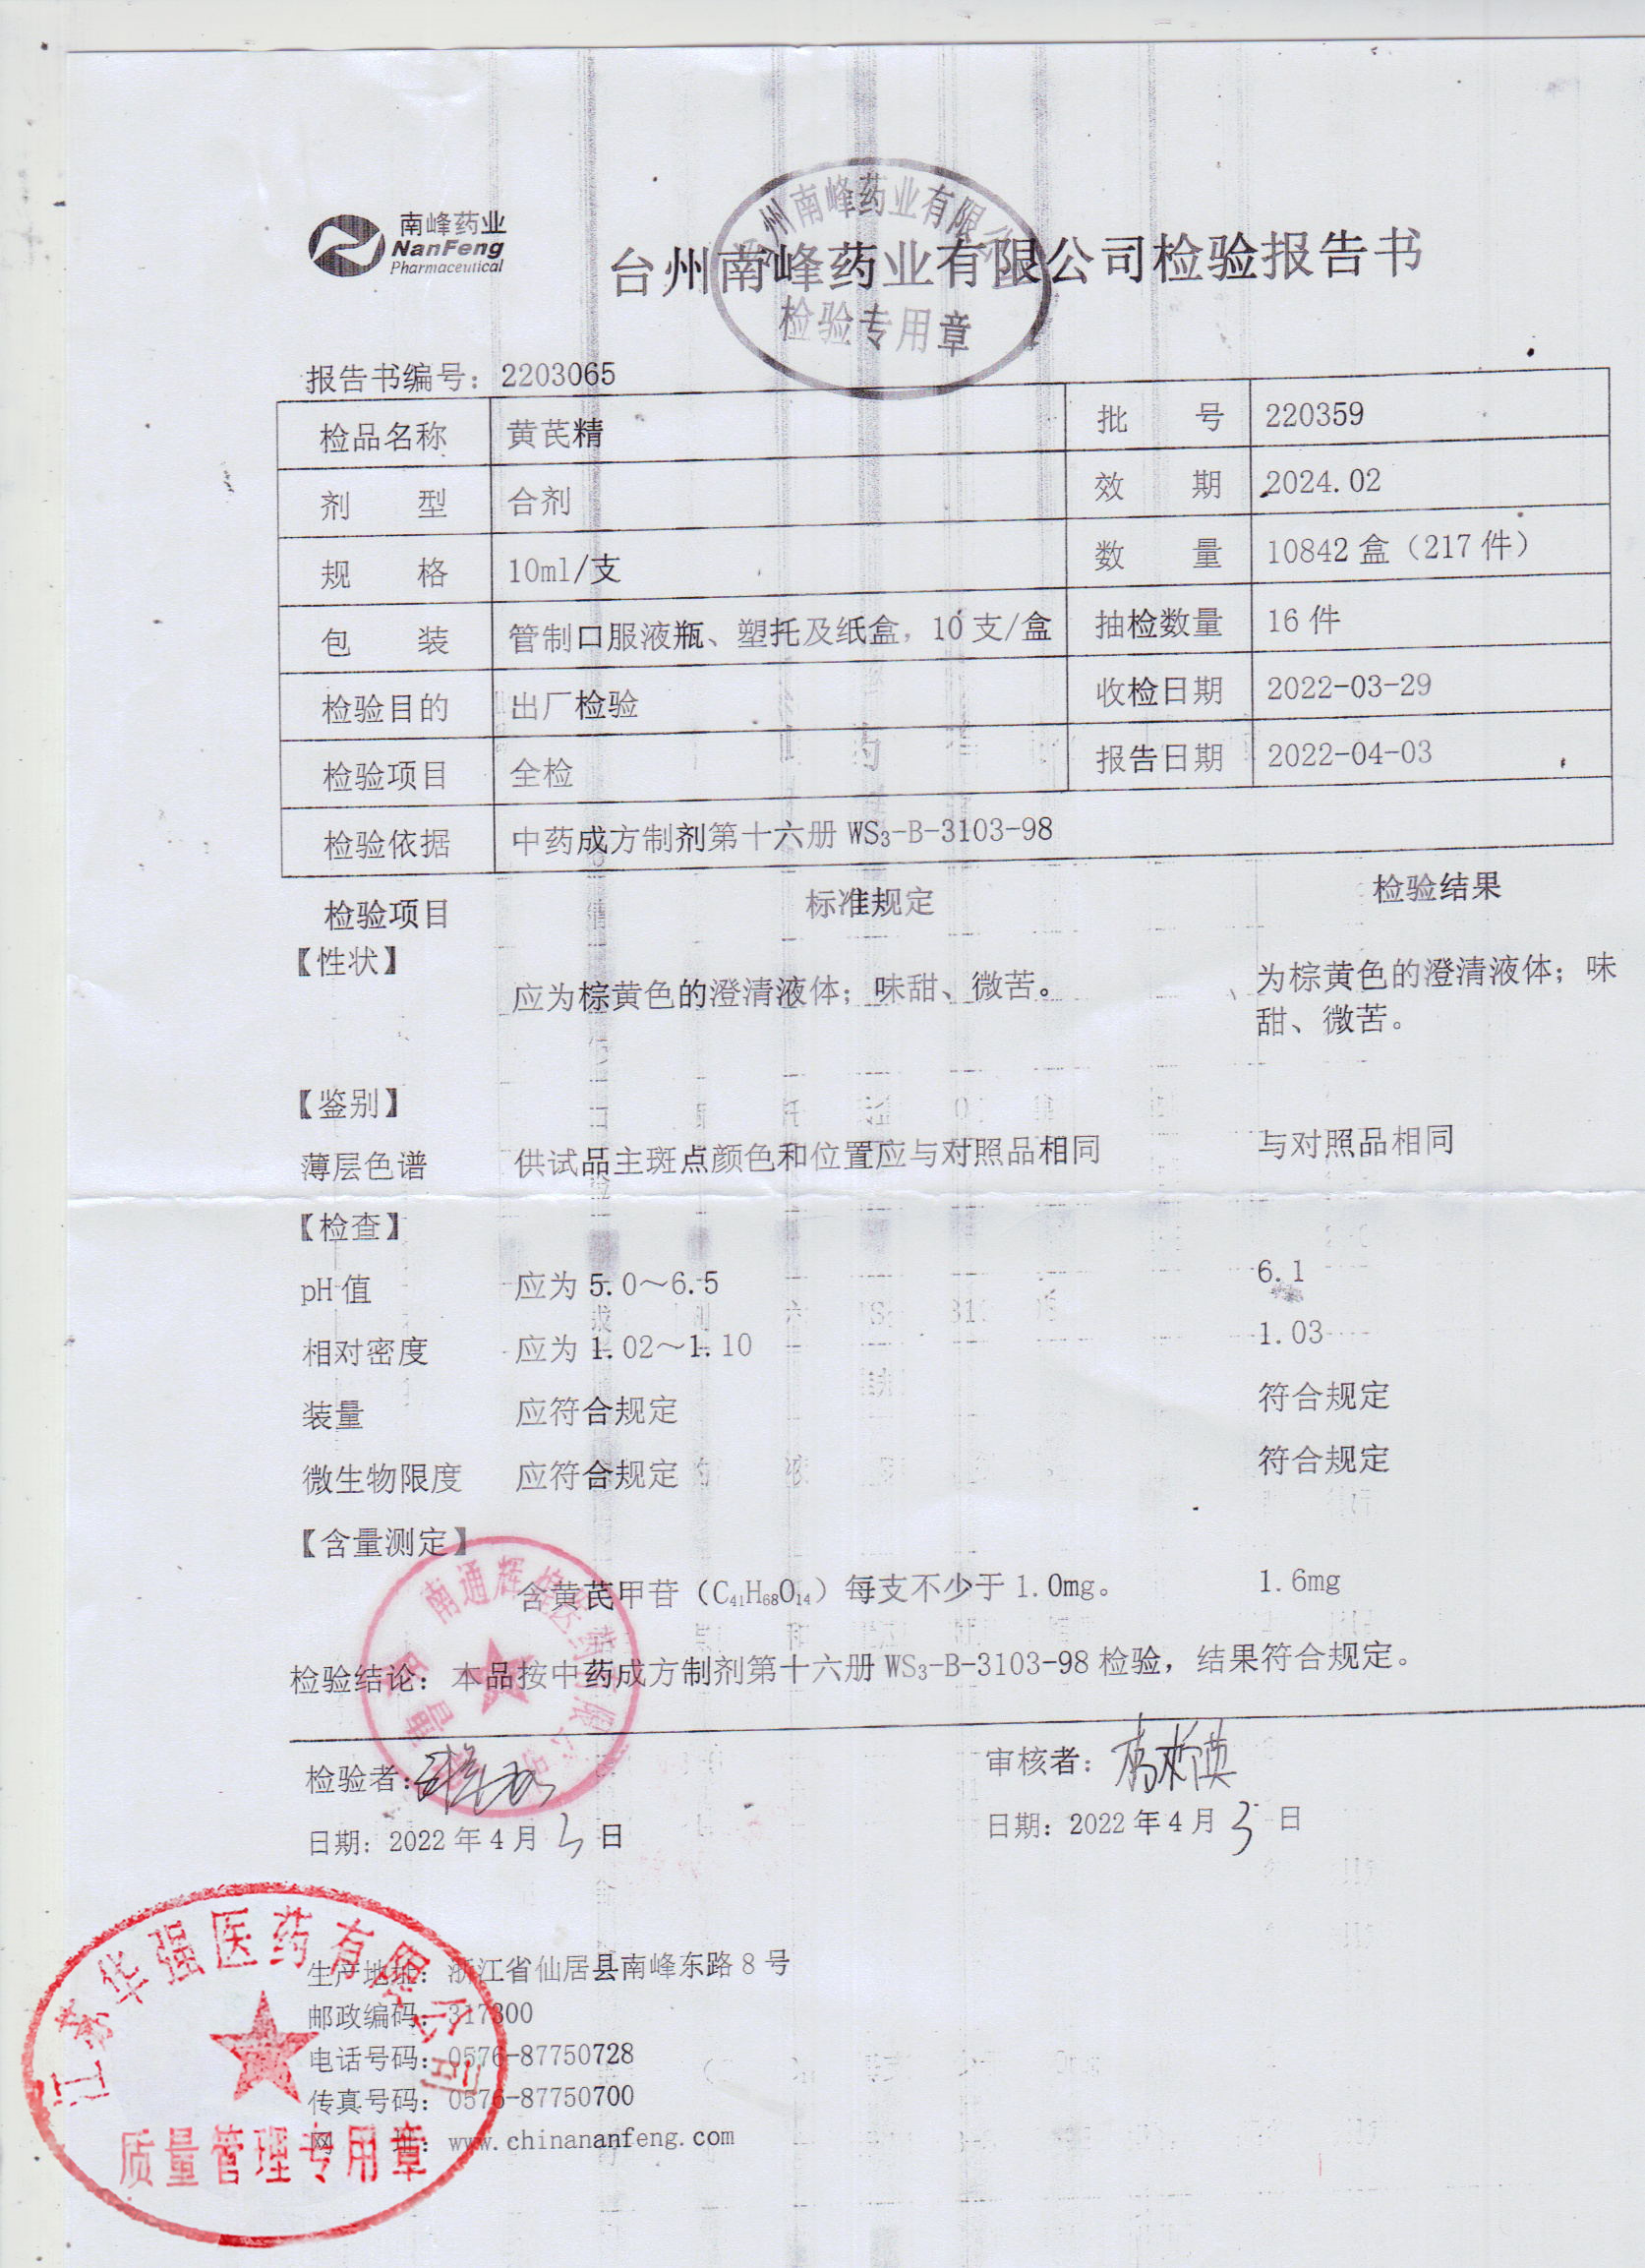 南峰药业
NanFeng
Pharmaceutical
台州南峰药业有限公司检验报告书
检验专用章
报告书编号：2203065
检品名称 黄芪精 批 号 220359
剂 型 合剂 效 期 2024.02
规 格 10ml/支 数 量 10842盒（217件）
包 装 管制口服液瓶、塑托及纸盒，10支/盒 抽检数量 16件
检验目的 出厂检验 收检日期 2022-03-29
检验项目 全检 报告日期 2022-04-03
检验依据 中药成方制剂第十六册 WS₃-B-3103-98
检验项目 标准规定 检验结果
【性状】
应为棕黄色的澄清液体；味甜、微苦。 为棕黄色的澄清液体；味
甜、微苦。
【鉴别】
薄层色谱 供试品主斑点颜色和位置应与对照品相同 与对照品相同
【检查】
pH值 应为5.0～6.5 6.1
相对密度 应为1.02～1.10 1.03
装量 应符合规定 符合规定
微生物限度 应符合规定 符合规定
【含量测定】
含黄芪甲苷（C₄₁H₆₈O₁₄）每支不少于1.0mg。 1.6mg
检验结论：本品按中药成方制剂第十六册 WS₃-B-3103-98 检验，结果符合规定。
检验者： 审核者：
日期：2022年4月3日 日期：2022年4月3日
生产地址：浙江省仙居县南峰东路8号
邮政编码：317300
电话号码：0576-87750728
传真号码：0576-87750700
网 址：www.chinananfeng.com
江苏华强医药有限公司
质量管理专用章